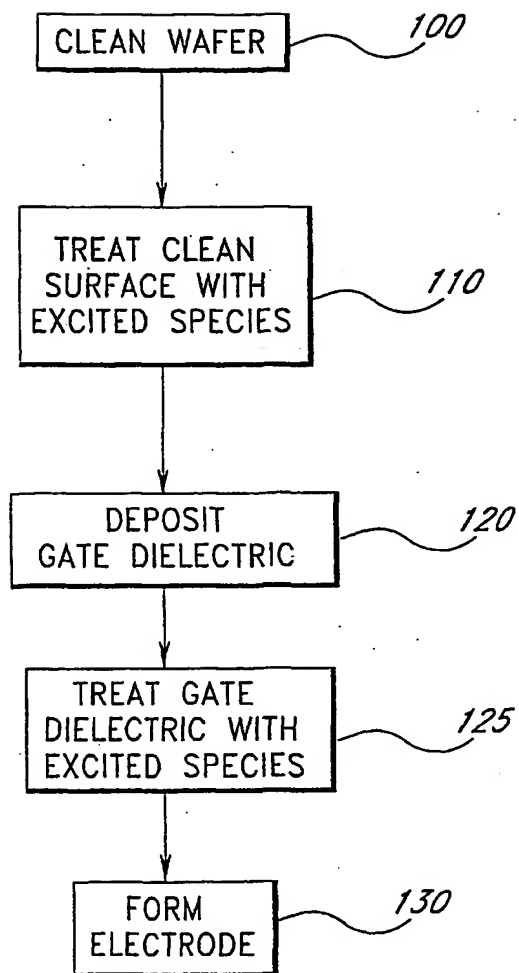 CLEAN WAFER
100
TREAT CLEAN
SURFACE WITH
EXCITED SPECIES
110
DEPOSIT
GATE DIELECTRIC
120
TREAT GATE
DIELECTRIC WITH
EXCITED SPECIES
125
FORM
ELECTRODE
130